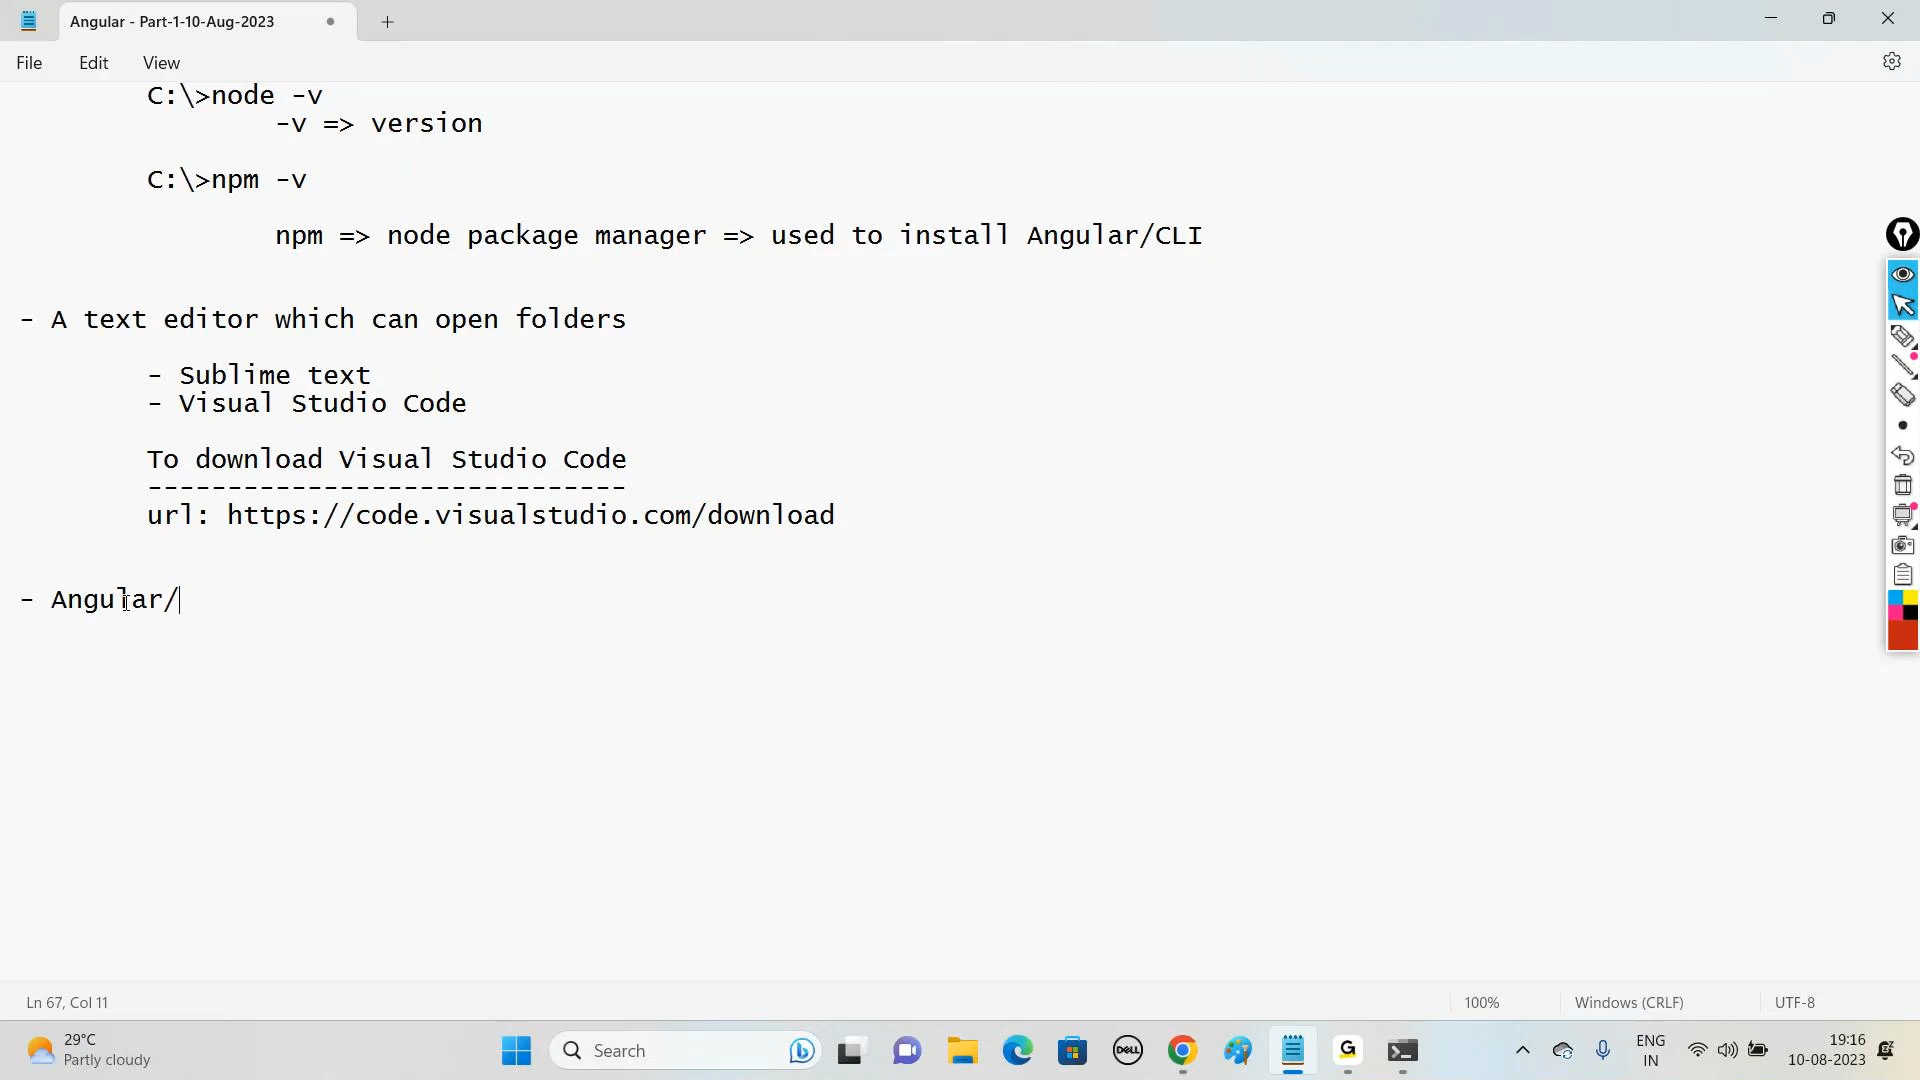 Angular - Part-1-10-Aug-2023
File Edit View
C:\>node -v
-v => version
C:\>npm -v
npm => node package manager => used to install Angular/CLI
- A text editor which can open folders
- Sublime text
- Visual Studio Code
To download Visual Studio Code
------------------------------
url: https://code.visualstudio.com/download
- Angular/
Ln 67, Col 11 100% Windows (CRLF) UTF-8
29°C
Partly cloudy
Search
DELL
G
ENG
IN
19:16
10-08-2023